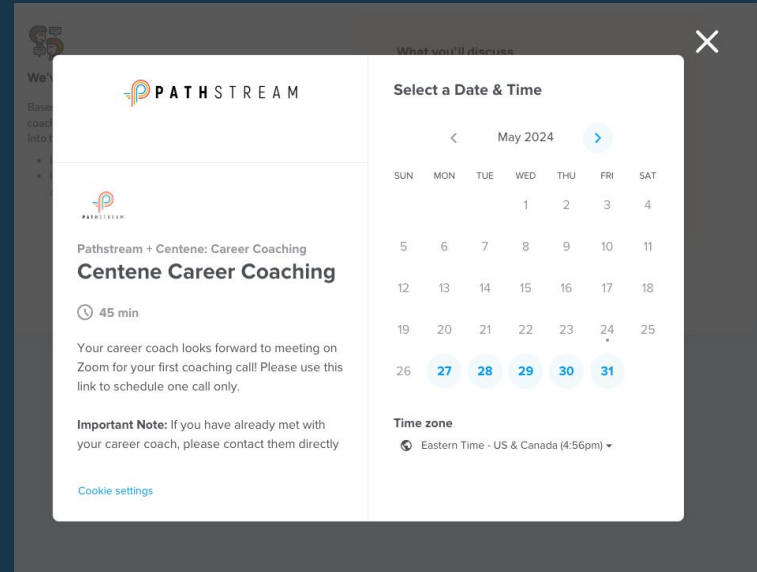 What you'll discuss
We'v
Based
coach
into t
PATHSTREAM
PATHSTREAM
Pathstream + Centene: Career Coaching
Centene Career Coaching
45 min
Your career coach looks forward to meeting on
Zoom for your first coaching call! Please use this
link to schedule one call only.
Important Note: If you have already met with
your career coach, please contact them directly
Cookie settings
Select a Date & Time
May 2024
SUN MON TUE WED THU FRI SAT
1 2 3 4
5 6 7 8 9 10 11
12 13 14 15 16 17 18
19 20 21 22 23 24 25
26 27 28 29 30 31
Time zone
Eastern Time - US & Canada (4:56pm)